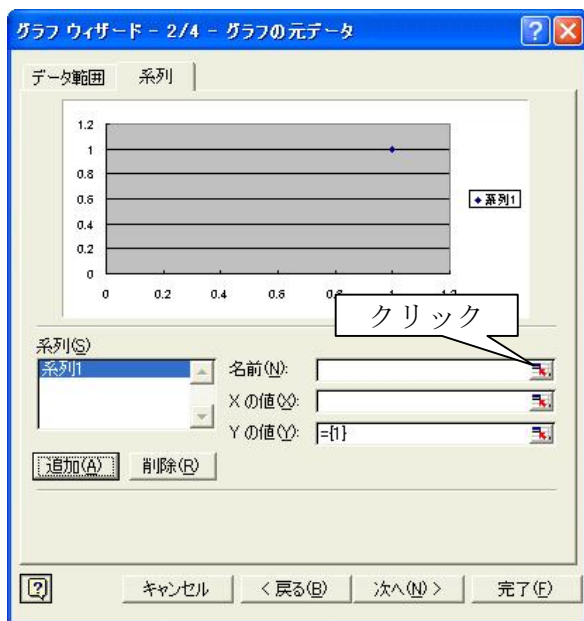 グラフ ウィザード - 2/4 - グラフの元データ
データ範囲 系列
1.2
1
0.8
0.6
0.4
0.2
0
0 0.2 0.4 0.6
系列1
クリック
系列(S)
系列1
名前(N):
X の値(X):
Y の値(Y): ={1}
追加(A) 削除(R)
キャンセル < 戻る(B) 次へ(N) > 完了(F)